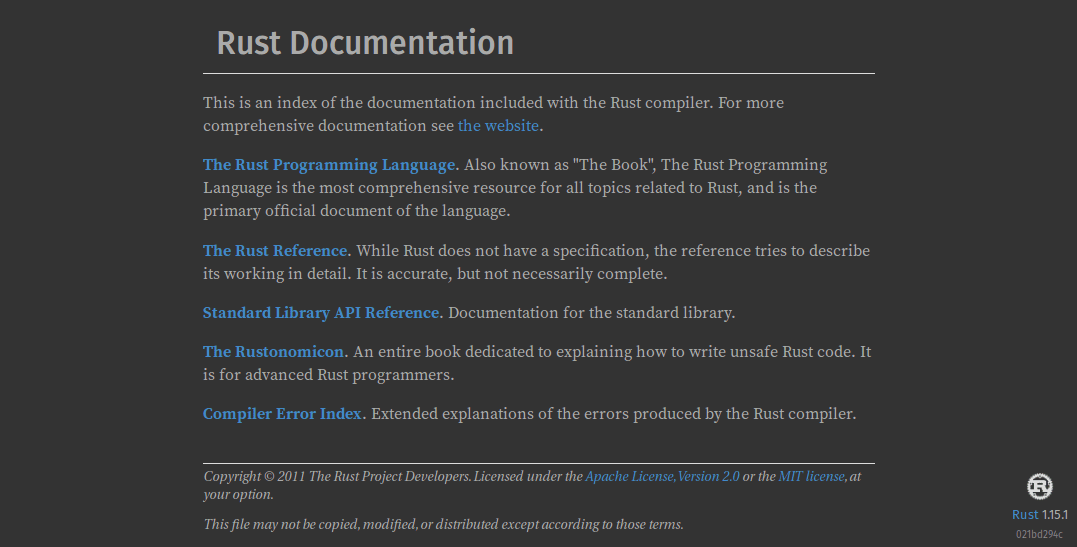 Rust Documentation
This is an index of the documentation included with the Rust compiler. For more
comprehensive documentation see the website.
The Rust Programming Language. Also known as "The Book", The Rust Programming
Language is the most comprehensive resource for all topics related to Rust, and is the
primary official document of the language.
The Rust Reference. While Rust does not have a specification, the reference tries to describe
its working in detail. It is accurate, but not necessarily complete.
Standard Library API Reference. Documentation for the standard library.
The Rustonomicon. An entire book dedicated to explaining how to write unsafe Rust code. It
is for advanced Rust programmers.
Compiler Error Index. Extended explanations of the errors produced by the Rust compiler.
Copyright © 2011 The Rust Project Developers. Licensed under the Apache License, Version 2.0 or the MIT license, at
your option.
This file may not be copied, modified, or distributed except according to those terms.
R
Rust 1.15.1
021bd294c